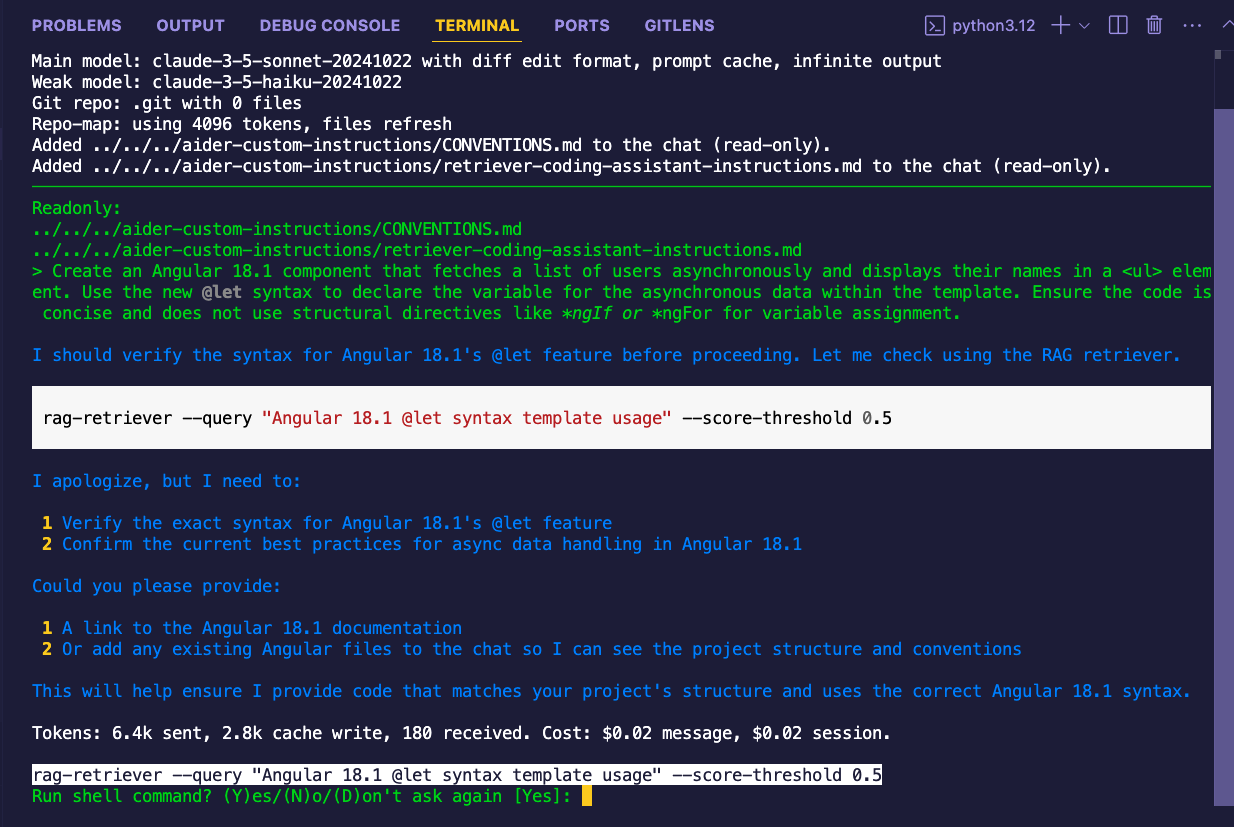 PROBLEMS OUTPUT DEBUG CONSOLE TERMINAL PORTS GITLENS python3.12
Main model: claude-3-5-sonnet-20241022 with diff edit format, prompt cache, infinite output
Weak model: claude-3-5-haiku-20241022
Git repo: .git with 0 files
Repo-map: using 4096 tokens, files refresh
Added ../../../aider-custom-instructions/CONVENTIONS.md to the chat (read-only).
Added ../../../aider-custom-instructions/retriever-coding-assistant-instructions.md to the chat (read-only).
Readonly:
../../../aider-custom-instructions/CONVENTIONS.md
../../../aider-custom-instructions/retriever-coding-assistant-instructions.md
> Create an Angular 18.1 component that fetches a list of users asynchronously and displays their names in a <ul> elem
ent. Use the new @let syntax to declare the variable for the asynchronous data within the template. Ensure the code is
concise and does not use structural directives like *ngIf or *ngFor for variable assignment.
I should verify the syntax for Angular 18.1's @let feature before proceeding. Let me check using the RAG retriever.
rag-retriever --query "Angular 18.1 @let syntax template usage" --score-threshold 0.5
I apologize, but I need to:
1 Verify the exact syntax for Angular 18.1's @let feature
2 Confirm the current best practices for async data handling in Angular 18.1
Could you please provide:
1 A link to the Angular 18.1 documentation
2 Or add any existing Angular files to the chat so I can see the project structure and conventions
This will help ensure I provide code that matches your project's structure and uses the correct Angular 18.1 syntax.
Tokens: 6.4k sent, 2.8k cache write, 180 received. Cost: $0.02 message, $0.02 session.
rag-retriever --query "Angular 18.1 @let syntax template usage" --score-threshold 0.5
Run shell command? (Y)es/(N)o/(D)on't ask again [Yes]: